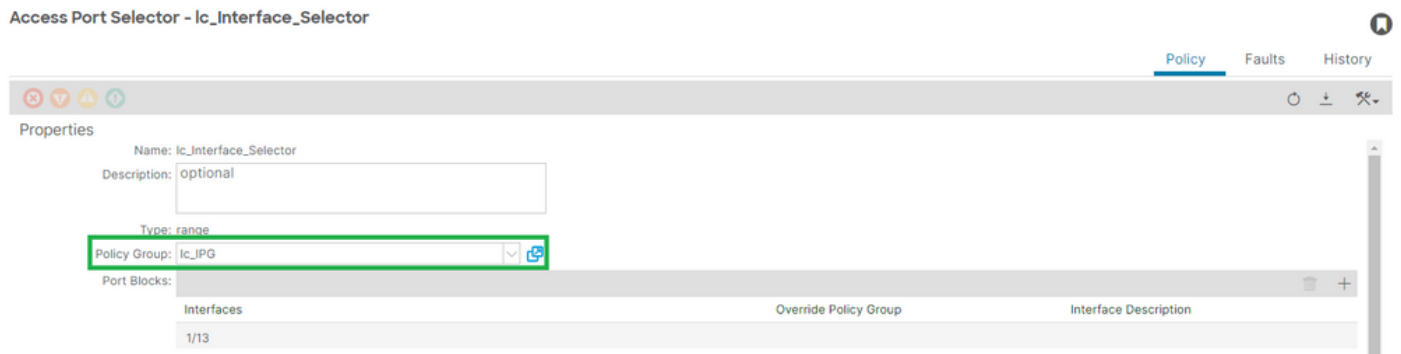 Access Port Selector - lc_Interface_Selector
Policy Faults History
Properties
Name: lc_Interface_Selector
Description: optional
Type: range
Policy Group: lc_IPG
Port Blocks:
Interfaces Override Policy Group Interface Description
1/13